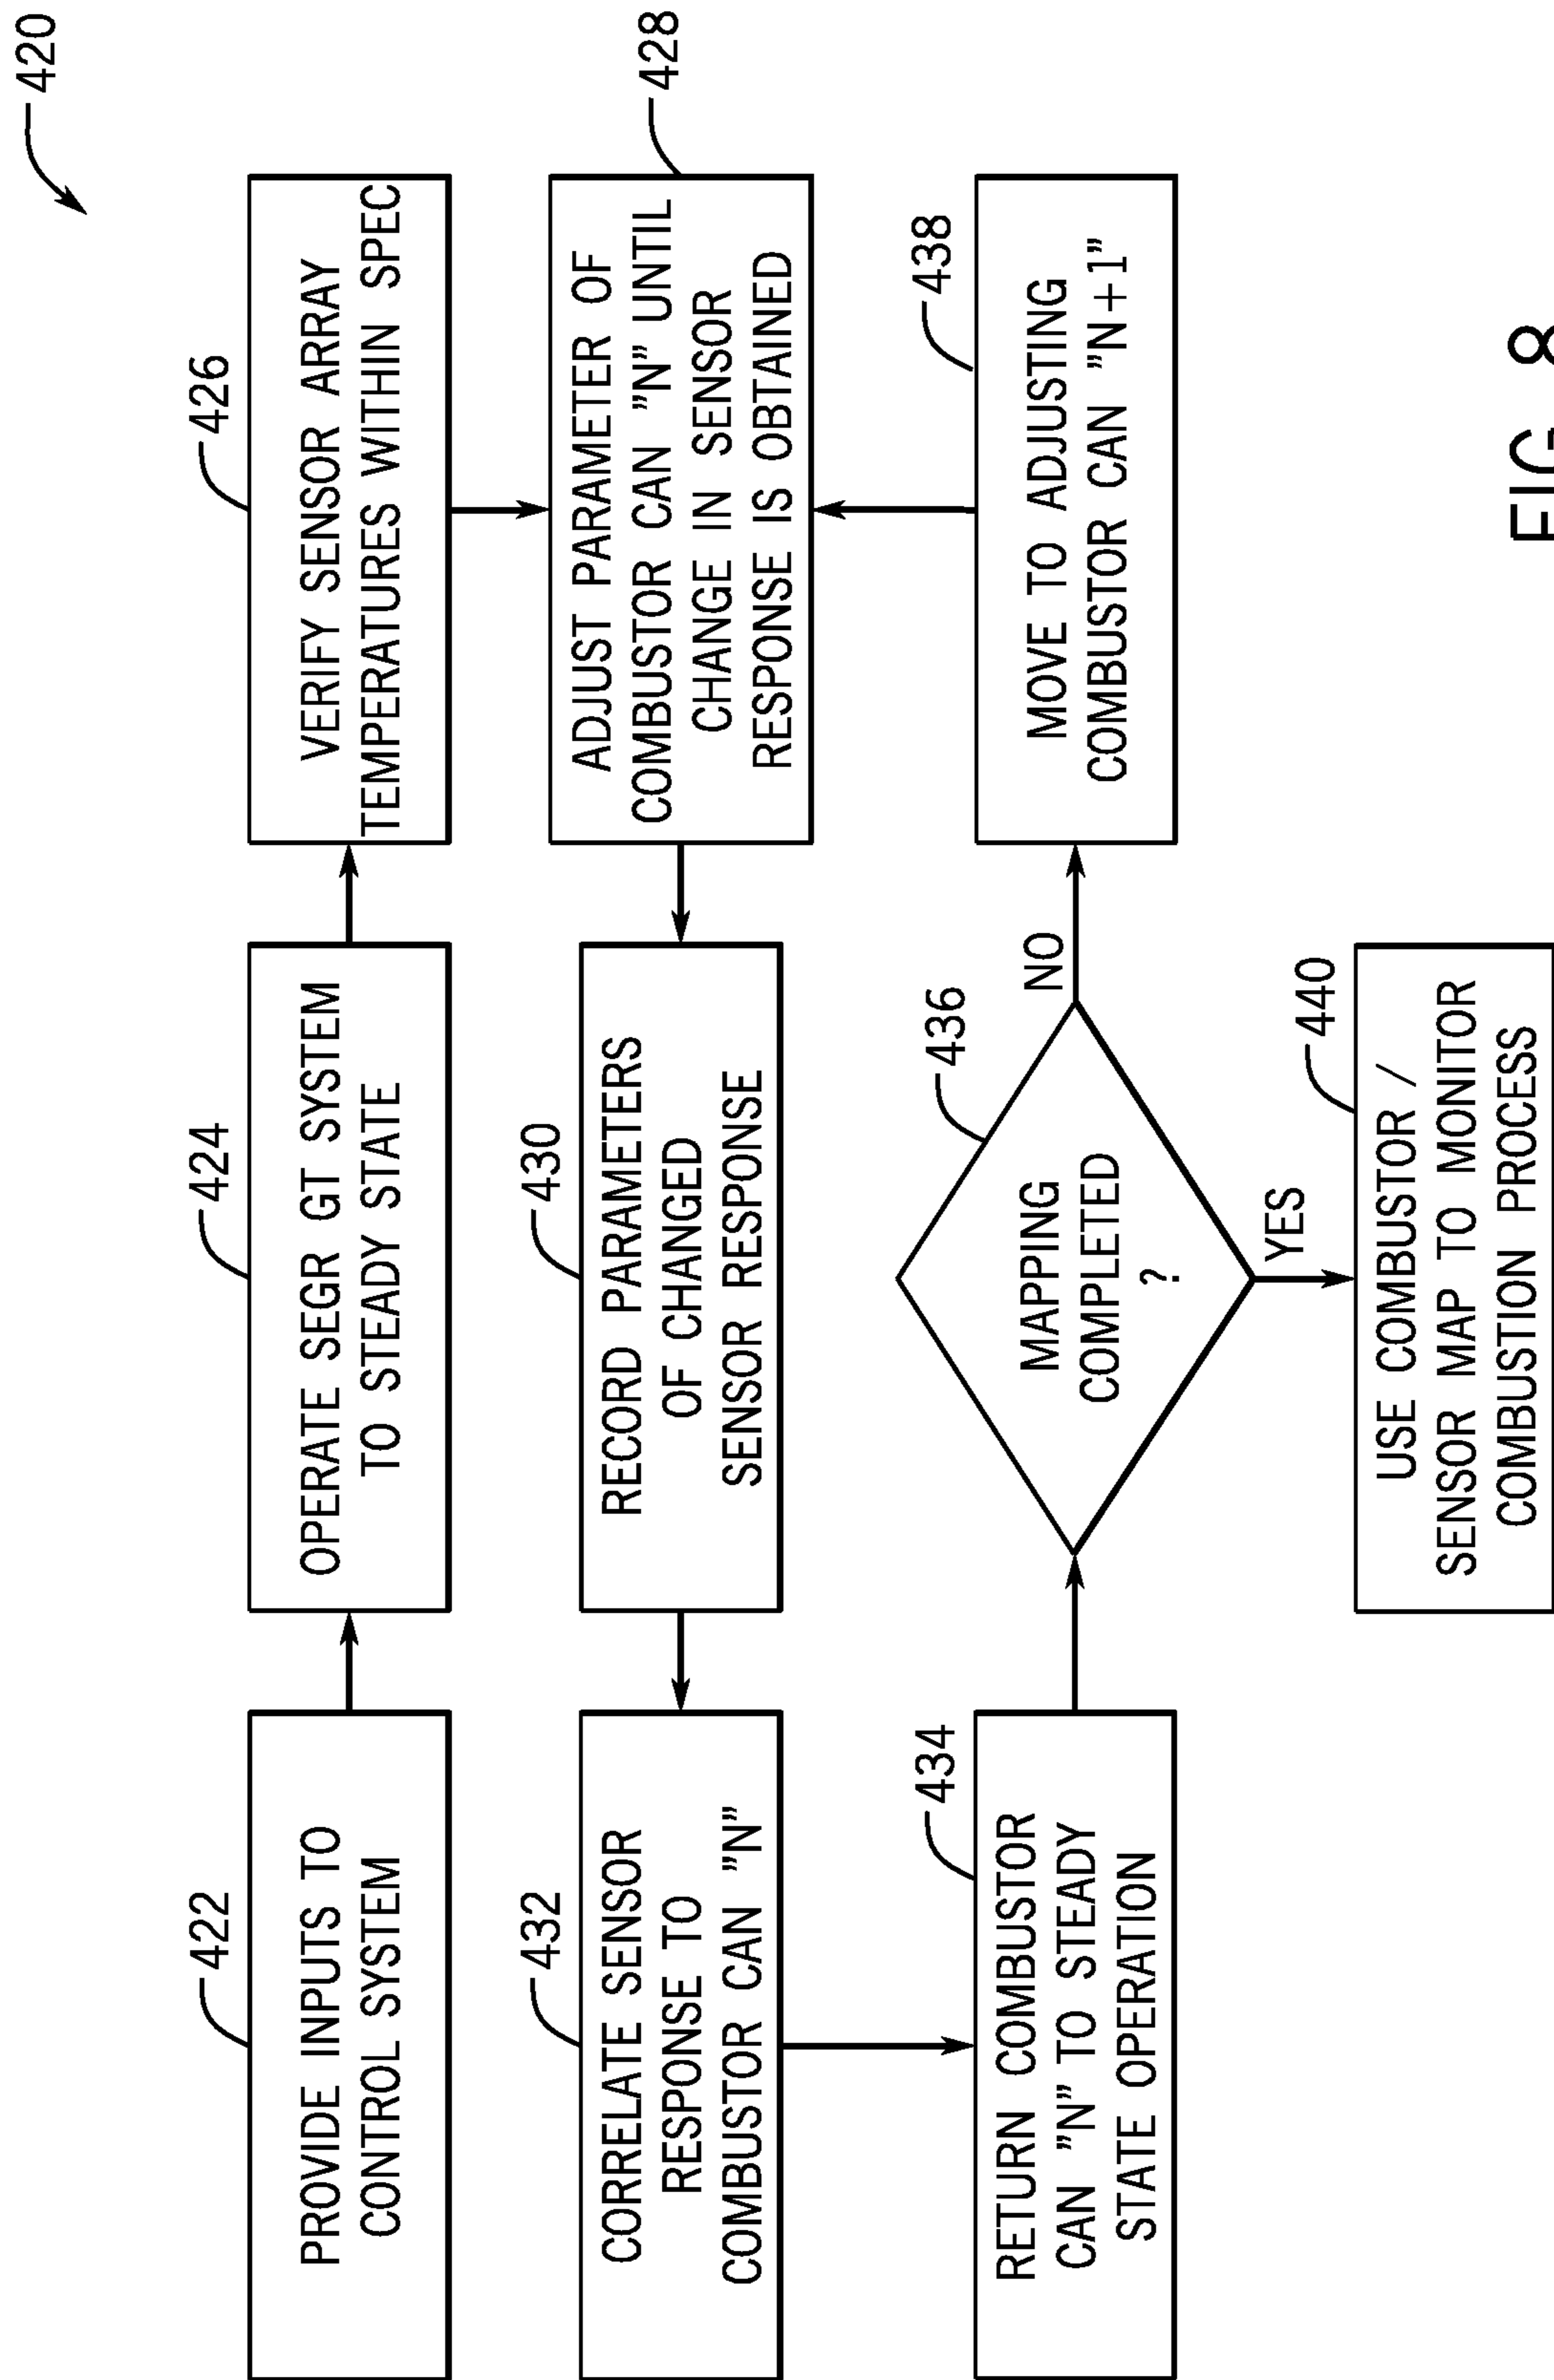 420
422
PROVIDE INPUTS TO
CONTROL SYSTEM
424
OPERATE SEGR GT SYSTEM
TO STEADY STATE
426
VERIFY SENSOR ARRAY
TEMPERATURES WITHIN SPEC
428
ADJUST PARAMETER OF
COMBUSTOR CAN "N" UNTIL
CHANGE IN SENSOR
RESPONSE IS OBTAINED
430
RECORD PARAMETERS
OF CHANGED
SENSOR RESPONSE
432
CORRELATE SENSOR
RESPONSE TO
COMBUSTOR CAN "N"
434
RETURN COMBUSTOR
CAN "N" TO STEADY
STATE OPERATION
436
MAPPING
COMPLETED
?
NO
YES
438
MOVE TO ADJUSTING
COMBUSTOR CAN "N+1"
440
USE COMBUSTOR /
SENSOR MAP TO MONITOR
COMBUSTION PROCESS
FIG. 8